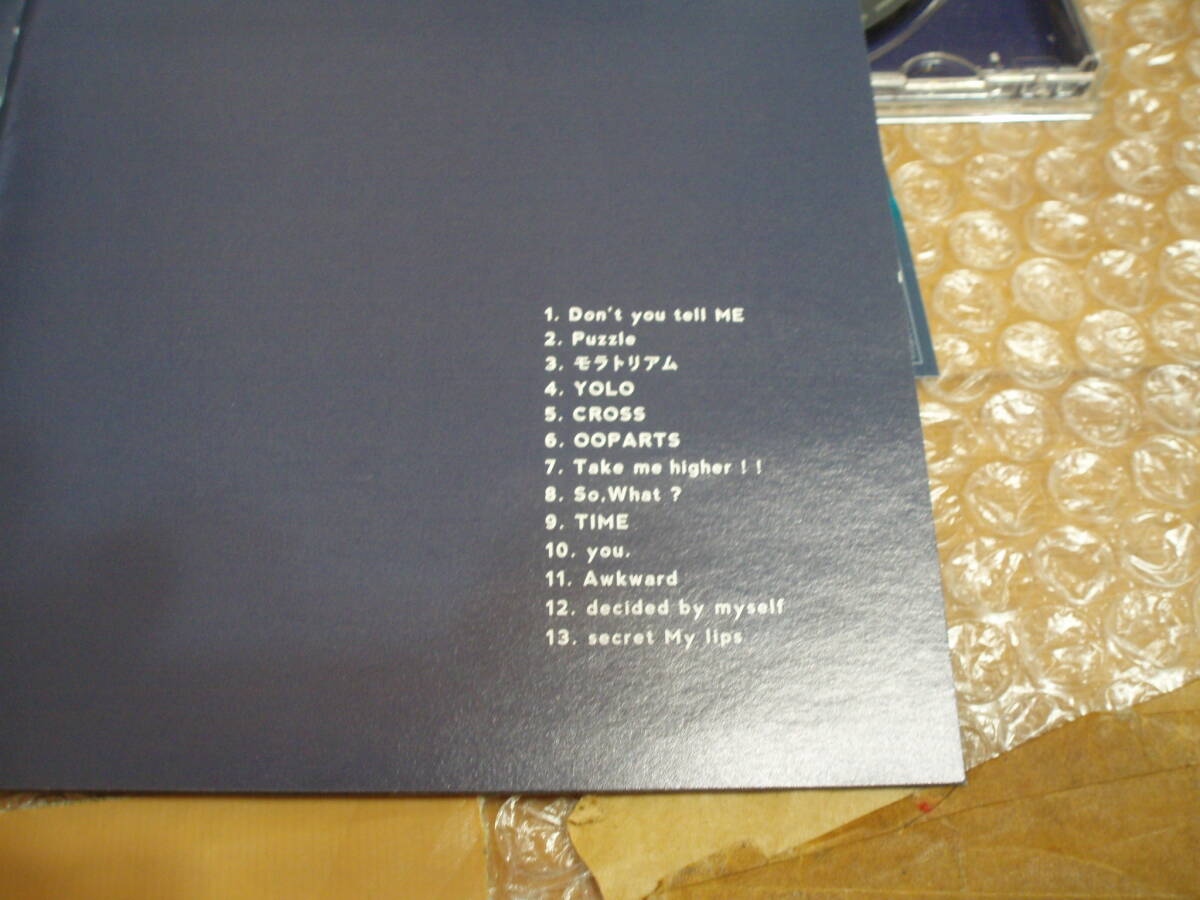 1. Don't you tell ME
2. Puzzle
3. モラトリアム
4. YOLO
5. CROSS
6. OOPARTS
7. Take me higher ! !
8. So.What ?
9. TIME
10. you.
11. Awkward
12. decided by myself
13. secret My lips